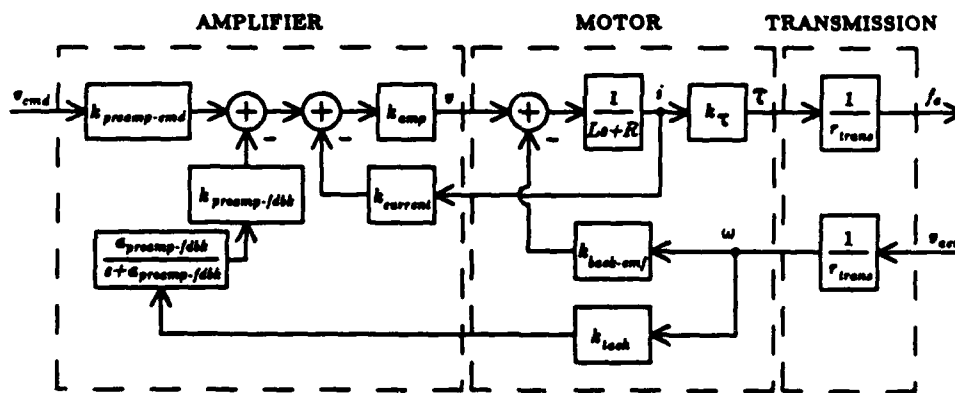 AMPLIFIER MOTOR TRANSMISSION
v_cmd k_preamp-cmd + + k_amp v + 1/(Ls+R) i k_τ τ 1/r_trans f_a
- - -
k_preamp-fdbk k_current
ω
a_preamp-fdbk/(s+a_preamp-fdbk) k_back-emf 1/r_trans
k_tach